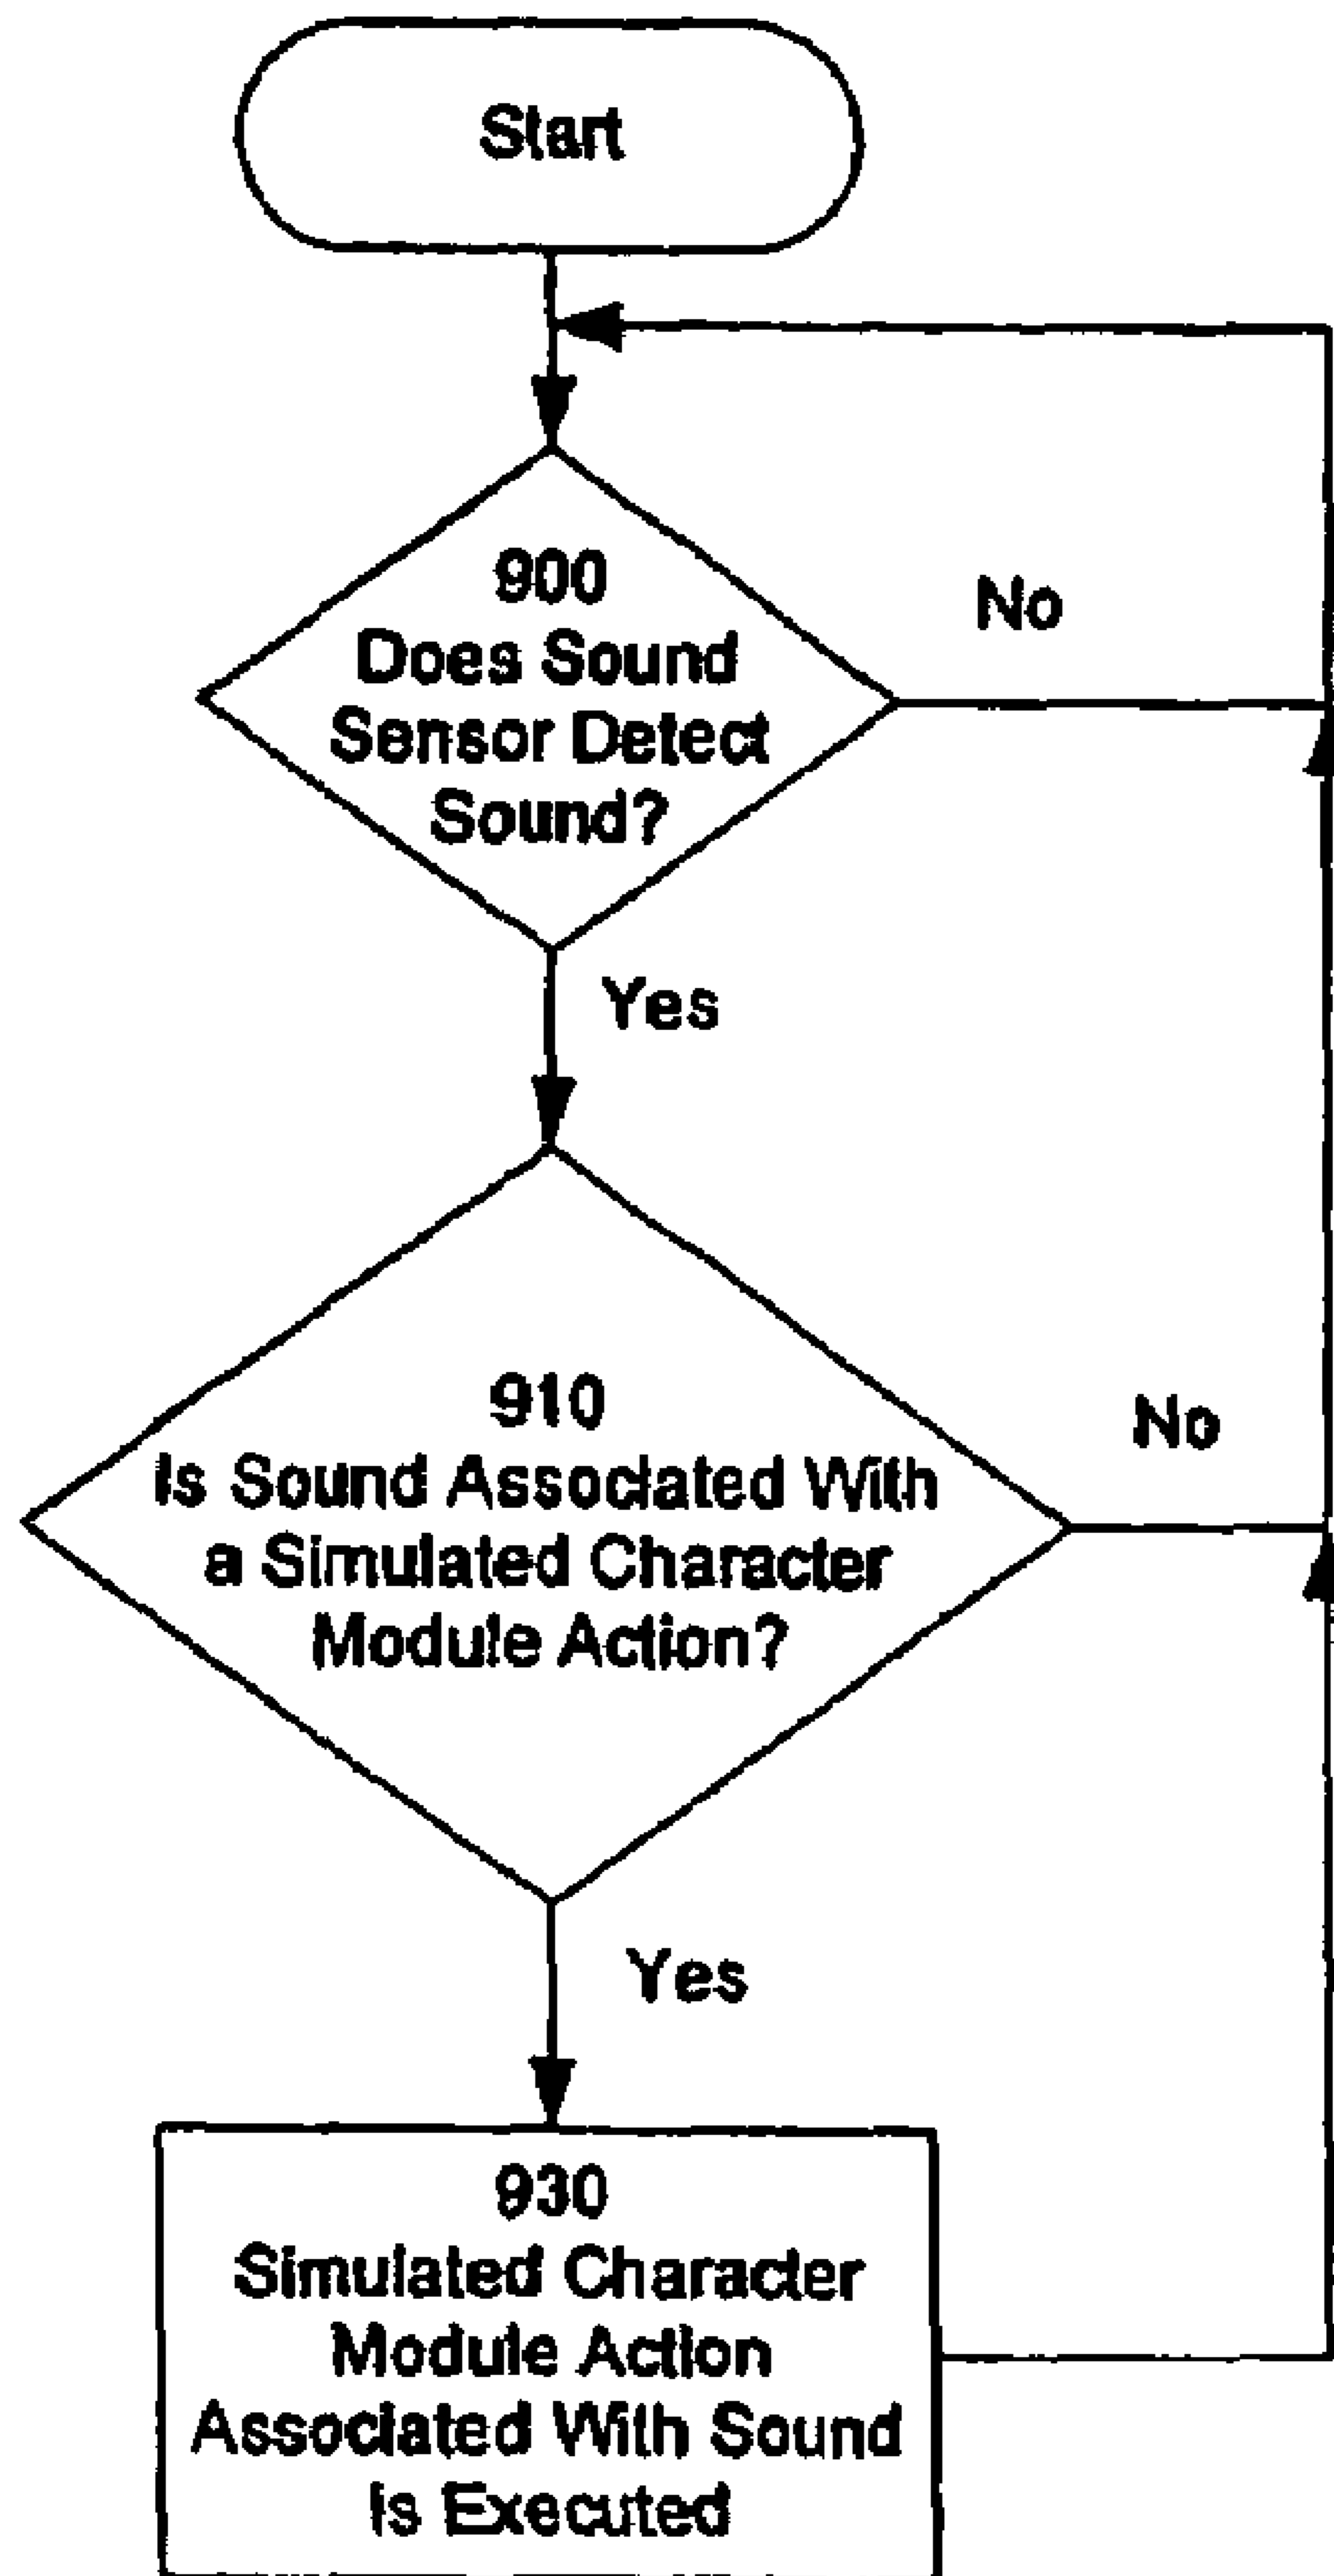 Start
900
Does Sound
Sensor Detect
Sound?
No
Yes
910
Is Sound Associated With
a Simulated Character
Module Action?
No
Yes
930
Simulated Character
Module Action
Associated With Sound
Is Executed